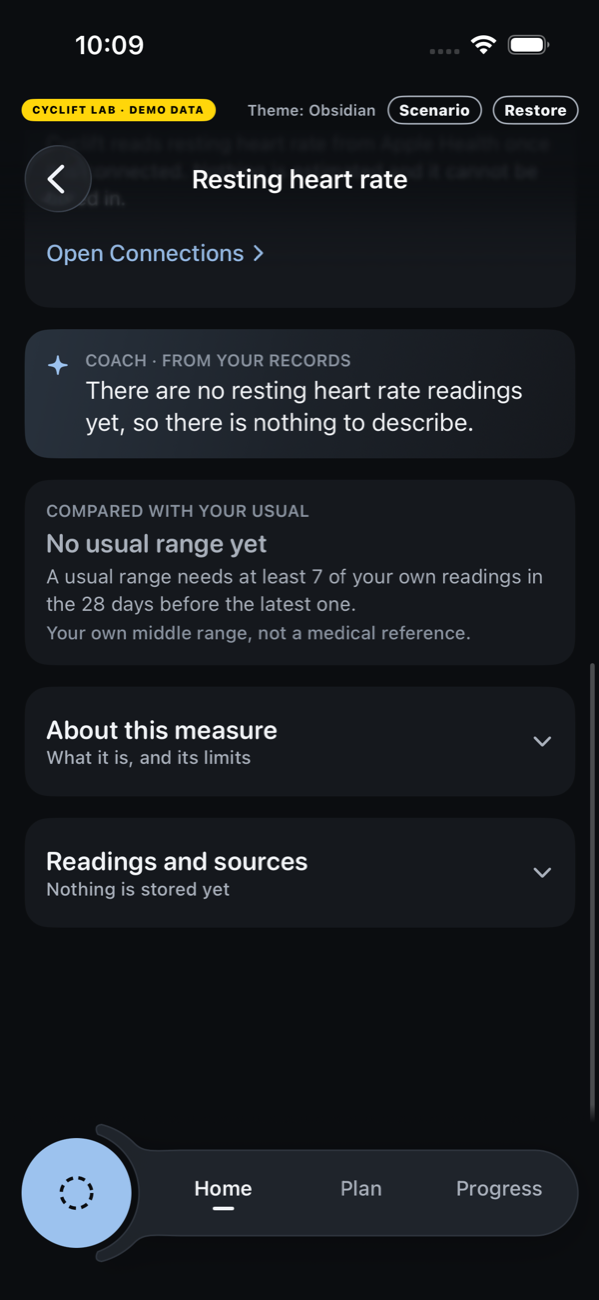 10:09
CYCLIFT LAB · DEMO DATA
Theme: Obsidian
Scenario
Restore
Resting heart rate
Open Connections
COACH · FROM YOUR RECORDS
There are no resting heart rate readings
yet, so there is nothing to describe.
COMPARED WITH YOUR USUAL
No usual range yet
A usual range needs at least 7 of your own readings in
the 28 days before the latest one.
Your own middle range, not a medical reference.
About this measure
What it is, and its limits
Readings and sources
Nothing is stored yet
Home
Plan
Progress